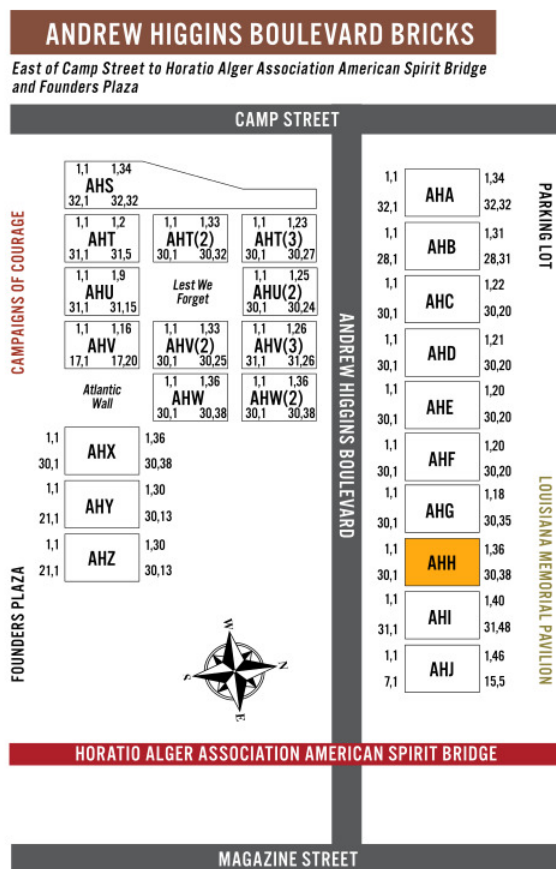 ANDREW HIGGINS BOULEVARD BRICKS
East of Camp Street to Horatio Alger Association American Spirit Bridge
and Founders Plaza
CAMP STREET
1,1 1,34
AHS
32,1 32,32
1,1 1,2
AHT
31,1 31,5
1,1 1,33
AHT(2)
30,1 30,32
1,1 1,23
AHT(3)
30,1 30,27
1,1 1,9
AHU
31,1 31,15
Lest We
Forget
1,1 1,25
AHU(2)
30,1 30,24
1,1 1,16
AHV
17,1 17,20
1,1 1,33
AHV(2)
30,1 30,25
1,1 1,26
AHV(3)
31,1 31,26
Atlantic
Wall
1,1 1,36
AHW
30,1 30,38
1,1 1,36
AHW(2)
30,1 30,38
1,1 1,36
AHX
30,1 30,38
1,1 1,30
AHY
21,1 30,13
1,1 1,30
AHZ
21,1 30,13
CAMPAIGNS OF COURAGE
FOUNDERS PLAZA
W
N
S
E
ANDREW HIGGINS BOULEVARD
1,1 1,34
AHA
32,1 32,32
1,1 1,31
AHB
28,1 28,31
1,1 1,22
AHC
30,1 30,20
1,1 1,21
AHD
30,1 30,20
1,1 1,20
AHE
30,1 30,20
1,1 1,20
AHF
30,1 30,20
1,1 1,18
AHG
30,1 30,35
1,1 1,36
AHH
30,1 30,38
1,1 1,40
AHI
31,1 31,48
1,1 1,46
AHJ
7,1 15,5
PARKING LOT
LOUISIANA MEMORIAL PAVILION
HORATIO ALGER ASSOCIATION AMERICAN SPIRIT BRIDGE
MAGAZINE STREET